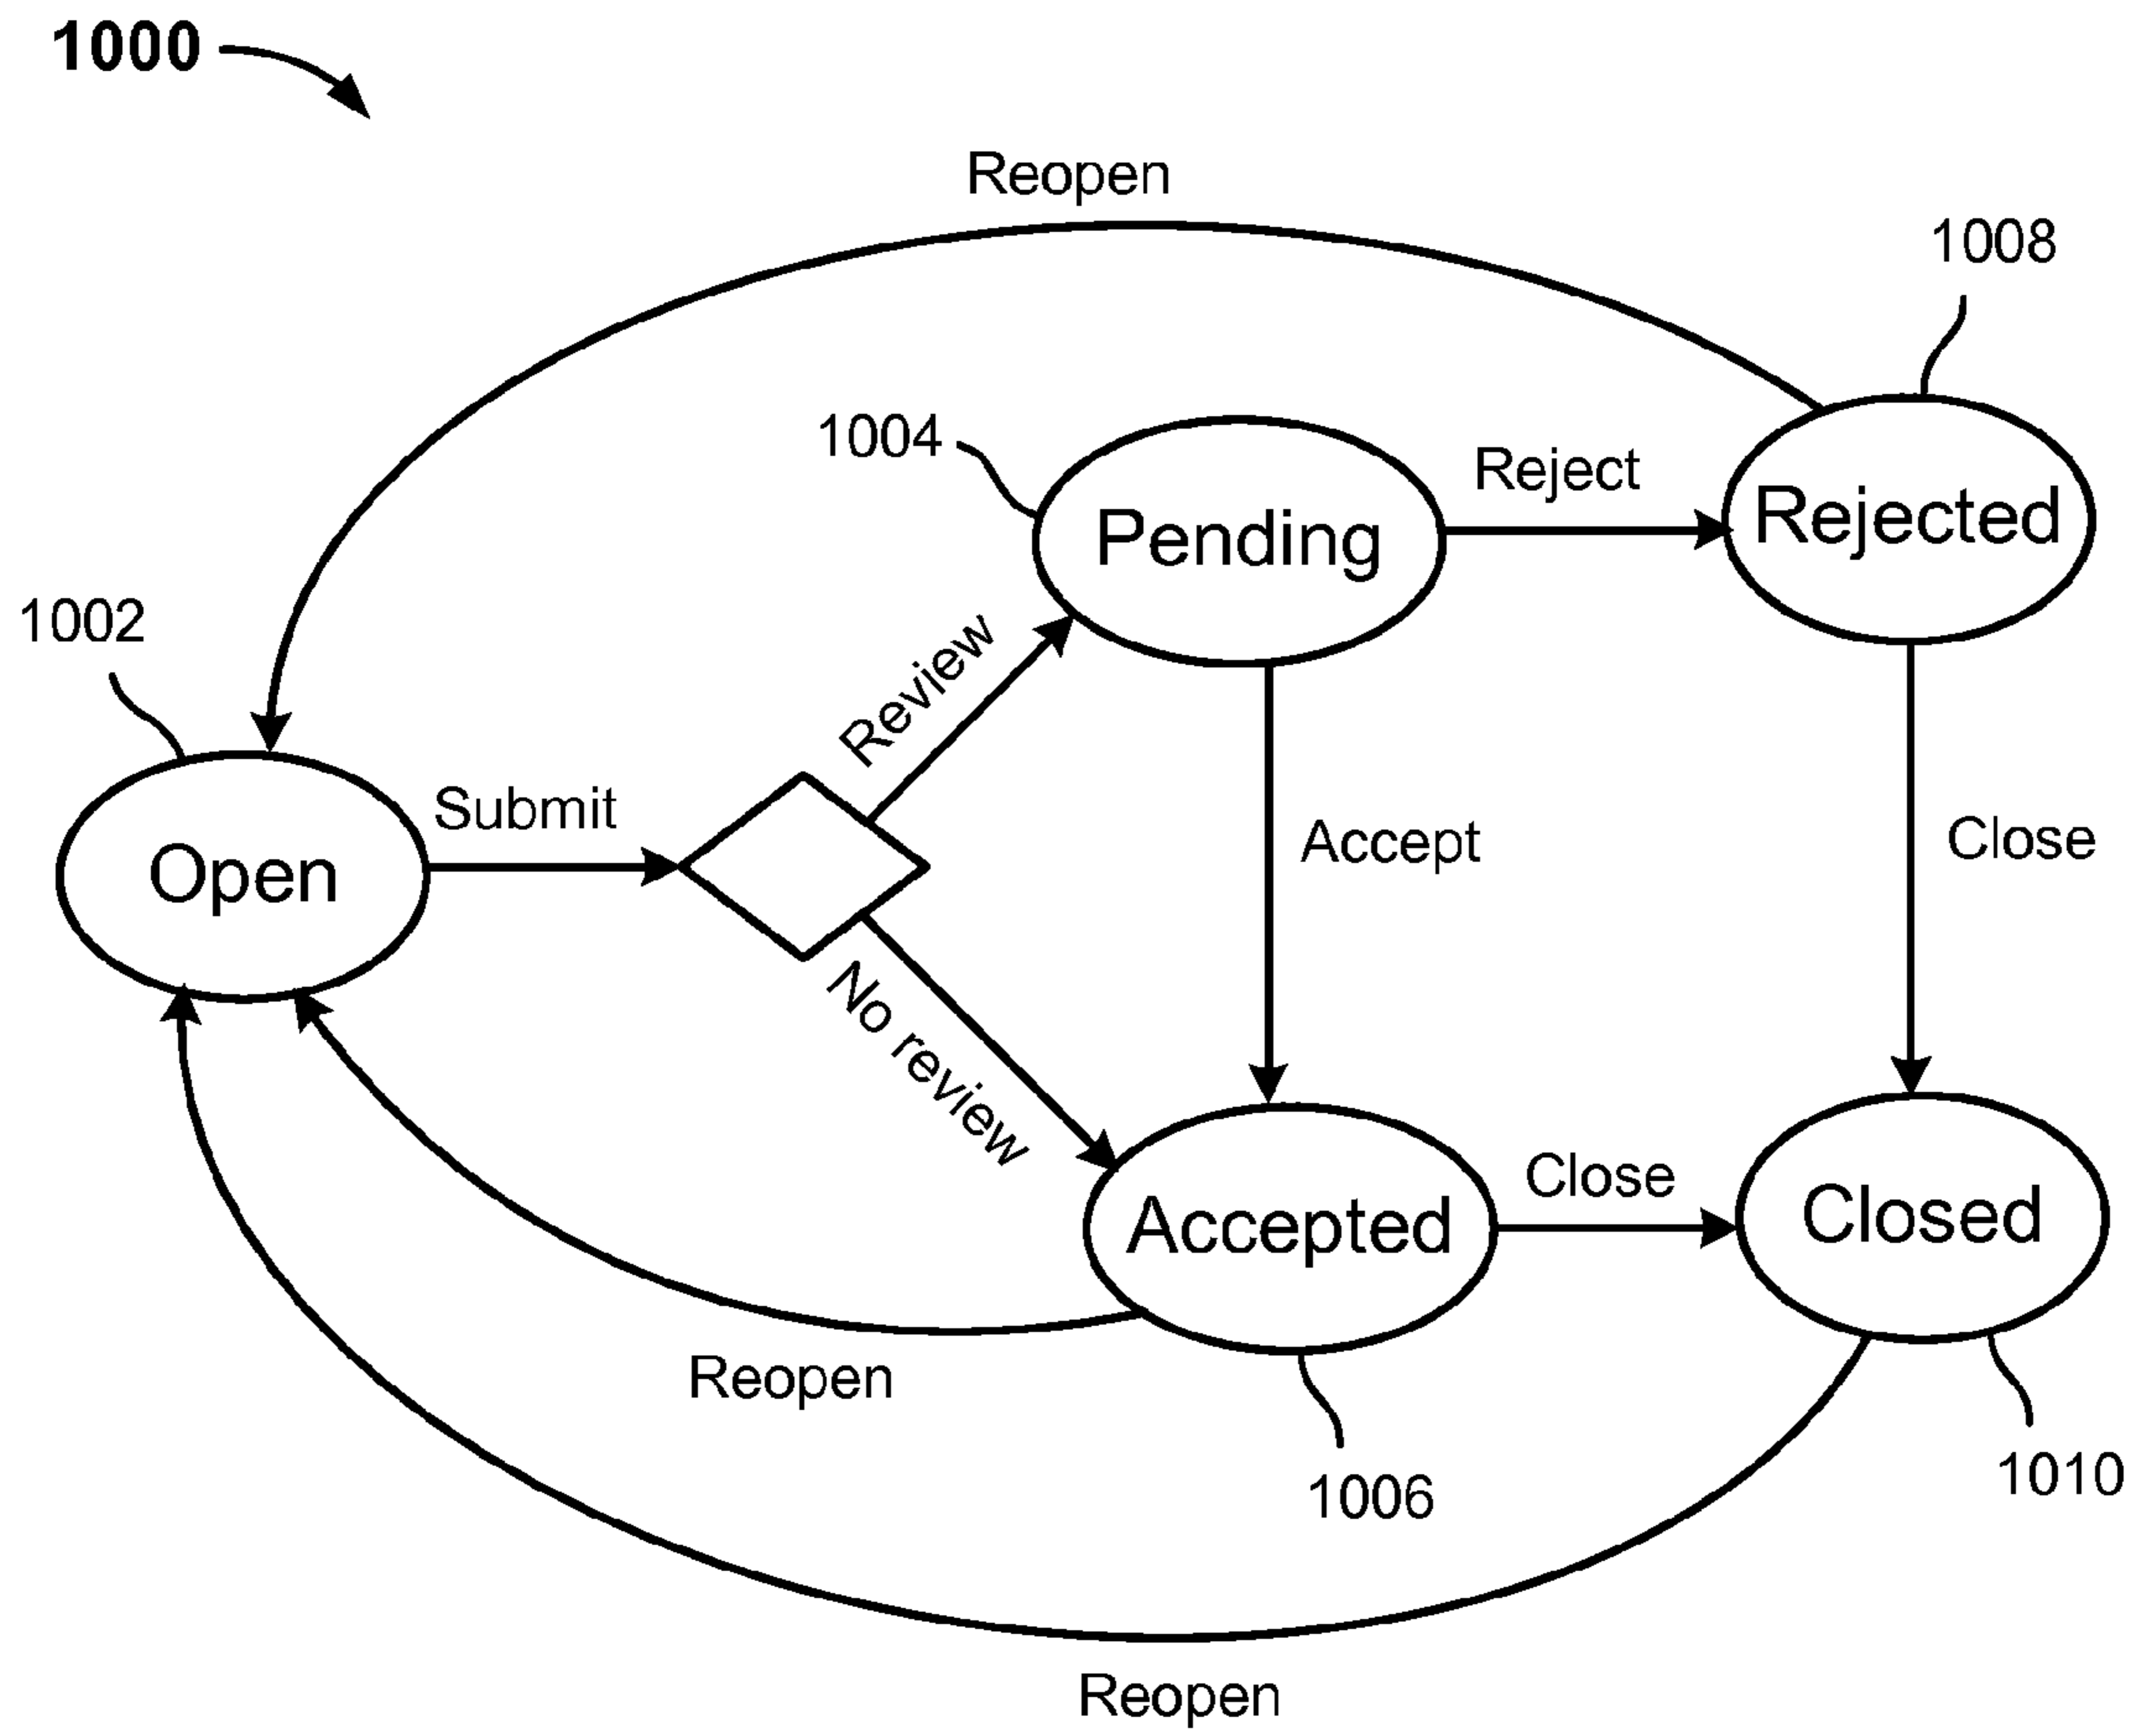 1000
Reopen
1008
1004
Reject
Pending
Rejected
1002
Review
Submit
Open
Accept
Close
No review
Close
Accepted
Closed
Reopen
1006
1010
Reopen